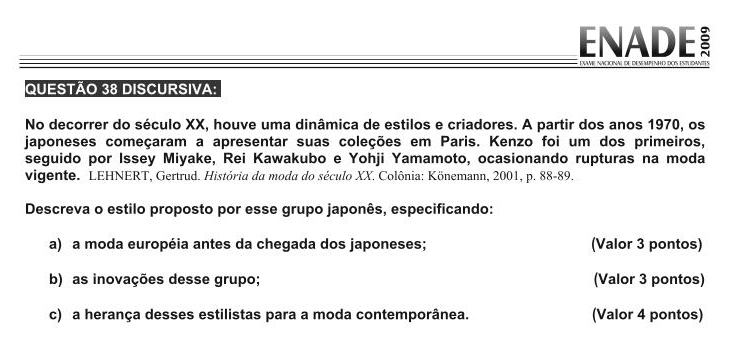 ENADE 2009
EXAME NACIONAL DE DESEMPENHO DOS ESTUDANTES
QUESTÃO 38 DISCURSIVA:
No decorrer do século XX, houve uma dinâmica de estilos e criadores. A partir dos anos 1970, os
japoneses começaram a apresentar suas coleções em Paris. Kenzo foi um dos primeiros,
seguido por Issey Miyake, Rei Kawakubo e Yohji Yamamoto, ocasionando rupturas na moda
vigente. LEHNERT, Gertrud. História da moda do século XX. Colônia: Könemann, 2001, p. 88-89.
Descreva o estilo proposto por esse grupo japonês, especificando:
a) a moda européia antes da chegada dos japoneses; (Valor 3 pontos)
b) as inovações desse grupo; (Valor 3 pontos)
c) a herança desses estilistas para a moda contemporânea. (Valor 4 pontos)